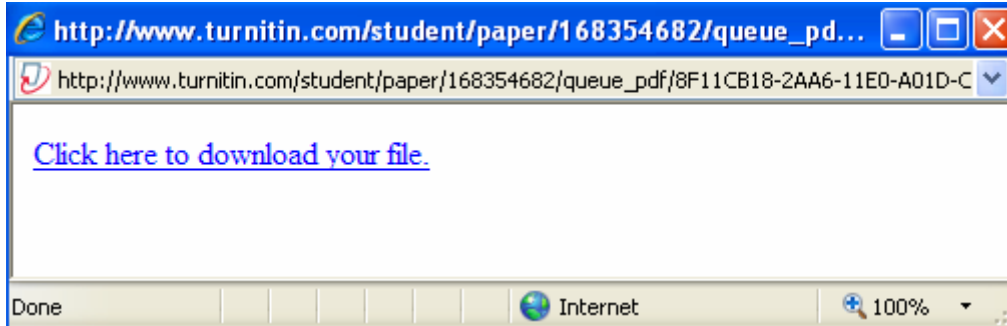 http://www.turnitin.com/student/paper/168354682/queue_pd...
http://www.turnitin.com/student/paper/168354682/queue_pdf/8F11CB18-2AA6-11E0-A01D-C
Click here to download your file.
Done Internet 100%